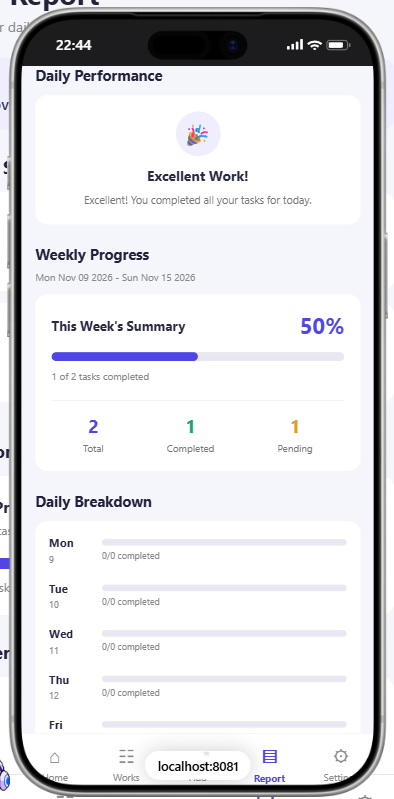 Report
22:44
Daily Performance
Excellent Work!
Excellent! You completed all your tasks for today.
Weekly Progress
Mon Nov 09 2026 - Sun Nov 15 2026
This Week's Summary
50%
1 of 2 tasks completed
2
1
1
Total
Completed
Pending
Daily Breakdown
Mon
9
0/0 completed
Tue
10
0/0 completed
Wed
11
0/0 completed
Thu
12
0/0 completed
Fri
Works
localhost:8081
Report